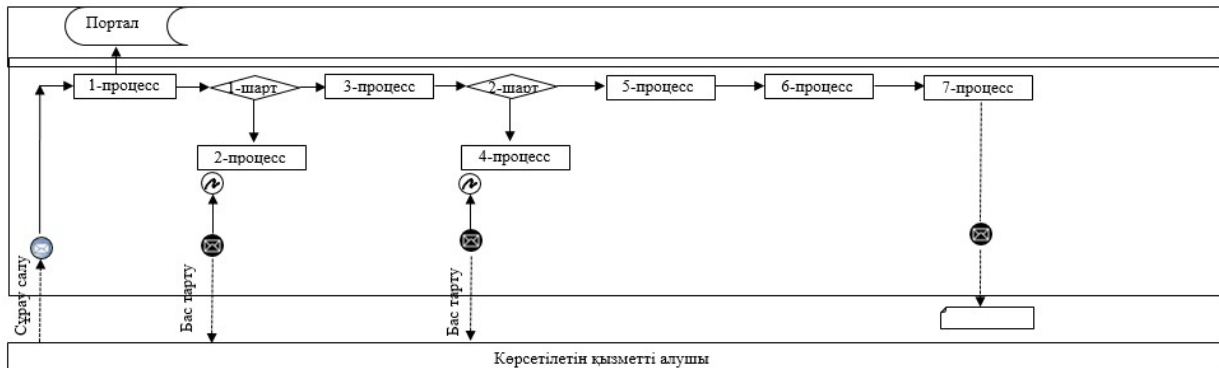 Портал
1-процесс
1-шарт
3-процесс
2-шарт
5-процесс
6-процесс
7-процесс
2-процесс
4-процесс
Сұрау салу
Бас тарту
Бас тарту
Көрсетілетін қызметті алушы